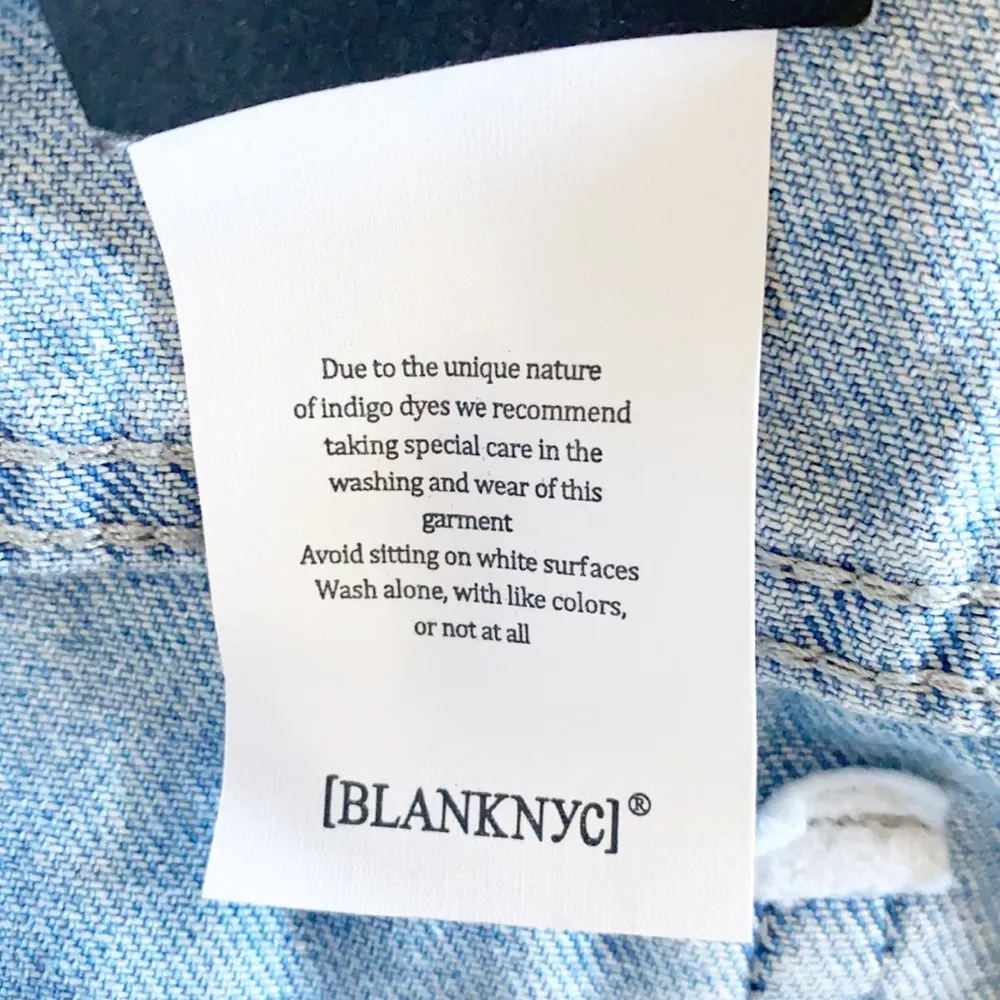 Due to the unique nature
of indigo dyes we recommend
taking special care in the
washing and wear of this
garment
Avoid sitting on white surfaces
Wash alone, with like colors,
or not at all
[BLANKNYC]®